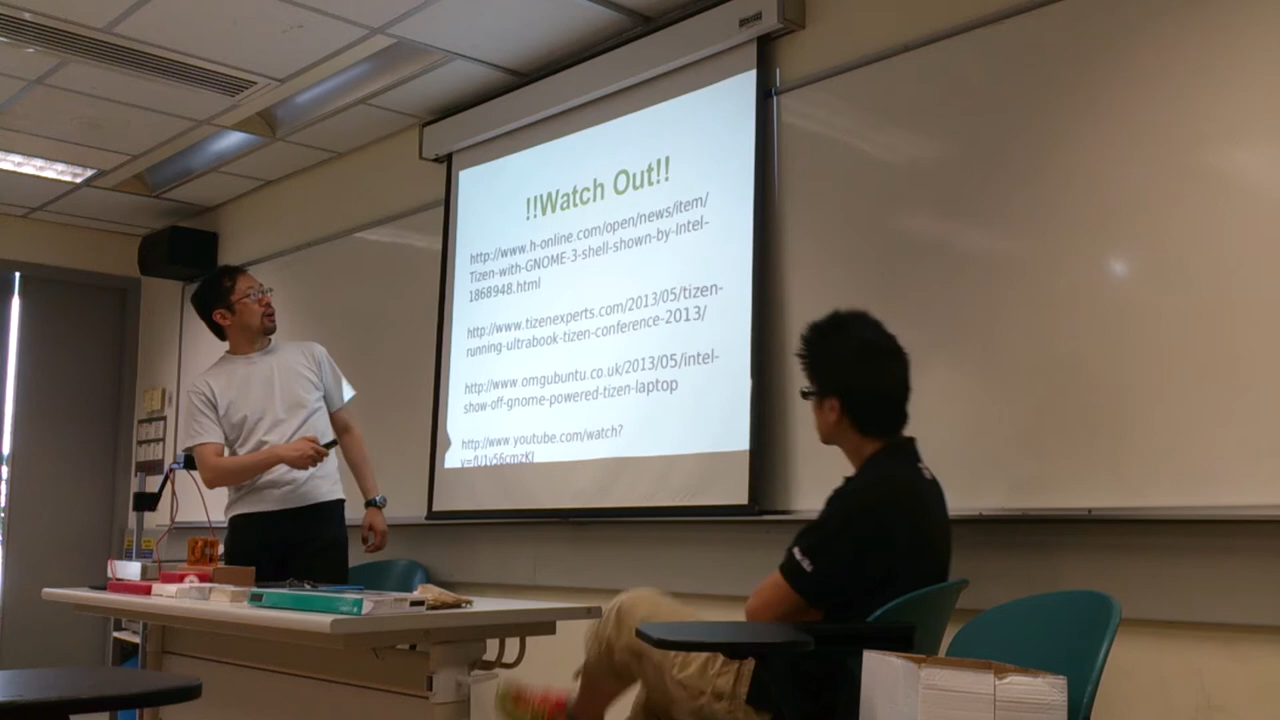 !!Watch Out!!
http://www.h-online.com/open/news/item/
Tizen-with-GNOME-3-shell-shown-by-Intel-
1868948.html
http://www.tizenexperts.com/2013/05/tizen-
running-ultrabook-tizen-conference-2013/
http://www.omgubuntu.co.uk/2013/05/intel-
show-off-gnome-powered-tizen-laptop
http://www.youtube.com/watch?